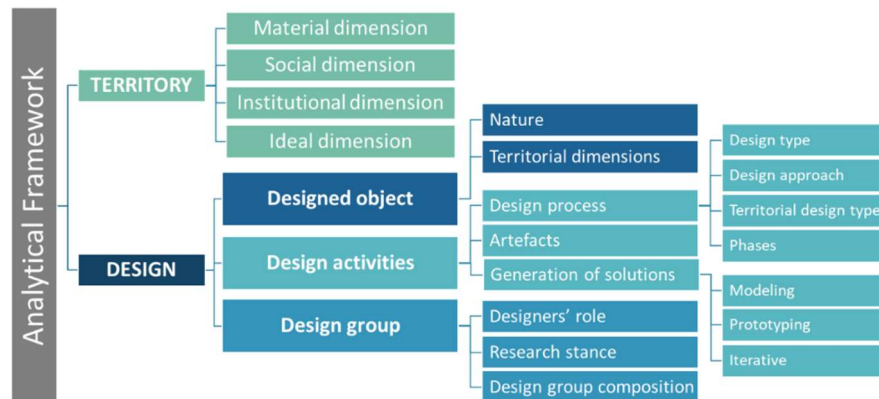 Analytical Framework
TERRITORY
Material dimension
Social dimension
Institutional dimension
Ideal dimension
DESIGN
Designed object
Nature
Territorial dimensions
Design activities
Design process
Design type
Design approach
Territorial design type
Phases
Artefacts
Generation of solutions
Modeling
Prototyping
Iterative
Design group
Designers' role
Research stance
Design group composition